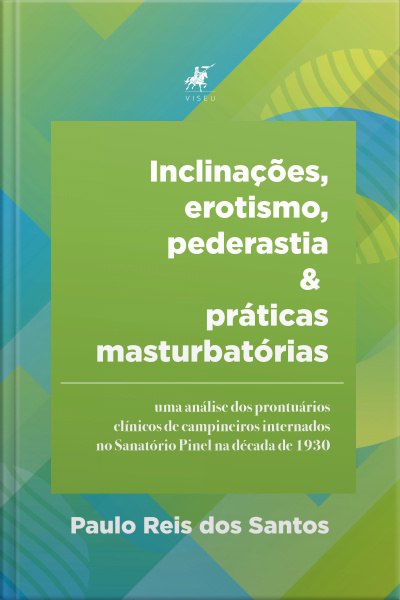 VISEU
Inclinações,
erotismo,
pederastia
&
práticas
masturbatórias
uma análise dos prontuários
clínicos de campineiros internados
no Sanatório Pinel na década de 1930
Paulo Reis dos Santos